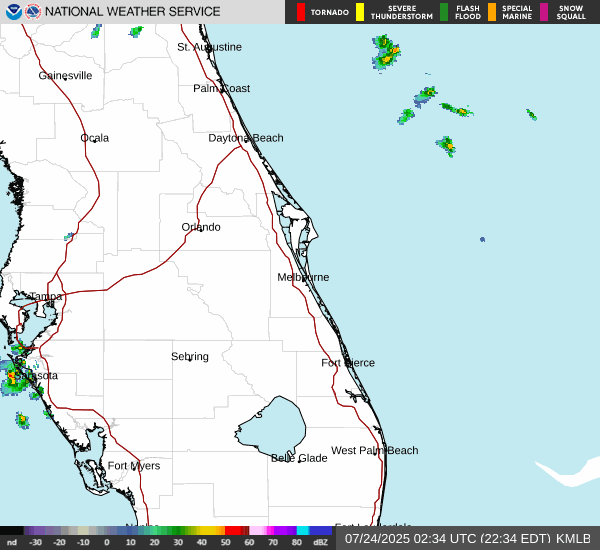 NATIONAL WEATHER SERVICE
TORNADO
SEVERE THUNDERSTORM
FLASH FLOOD
SPECIAL MARINE
SNOW SQUALL
St. Augustine
Gainesville
Palm Coast
Ocala
Daytona Beach
Orlando
Melbourne
Tampa
Sebring
Fort Pierce
Sarasota
West Palm Beach
Belle Glade
Fort Myers
nd -30 -20 -10 0 10 20 30 40 50 60 70 80 dBZ
07/24/2025 02:34 UTC (22:34 EDT) KMLB